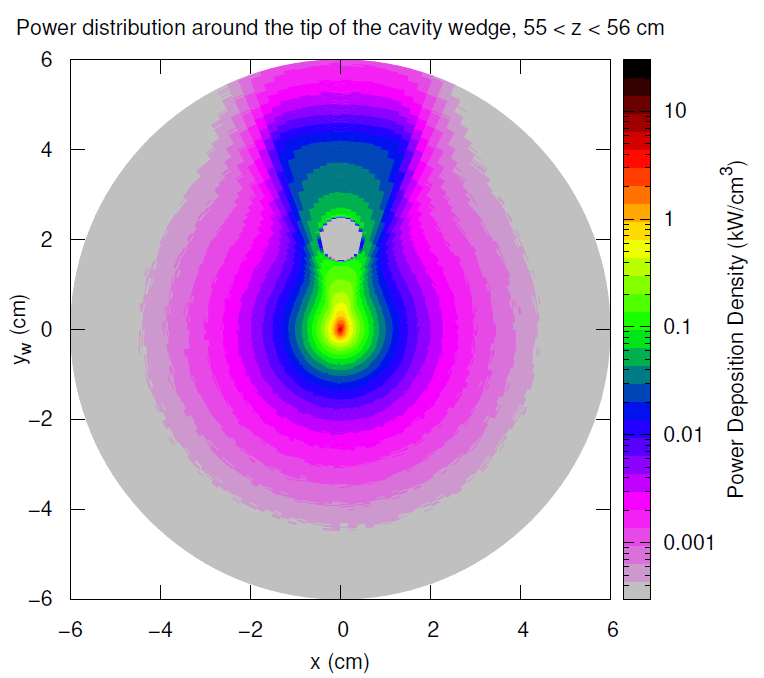 Power distribution around the tip of the cavity wedge, 55 < z < 56 cm
6
4
2
0
−2
−4
−6
y_w (cm)
−6 −4 −2 0 2 4 6
x (cm)
10
1
0.1
0.01
0.001
Power Deposition Density (kW/cm³)